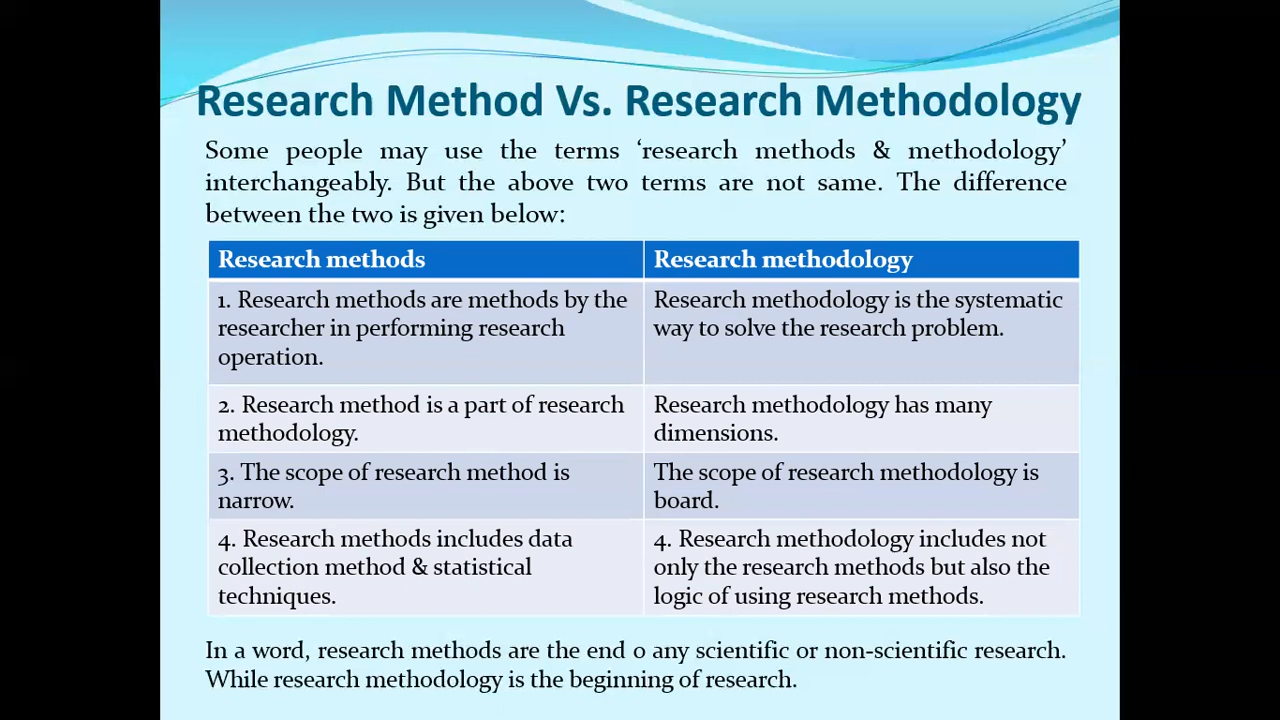 Research Method Vs. Research Methodology
Some people may use the terms ‘research methods & methodology’
interchangeably. But the above two terms are not same. The difference
between the two is given below:
Research methods
Research methodology
1. Research methods are methods by the
researcher in performing research
operation.
Research methodology is the systematic
way to solve the research problem.
2. Research method is a part of research
methodology.
Research methodology has many
dimensions.
3. The scope of research method is
narrow.
The scope of research methodology is
board.
4. Research methods includes data
collection method & statistical
techniques.
4. Research methodology includes not
only the research methods but also the
logic of using research methods.
In a word, research methods are the end o any scientific or non-scientific research.
While research methodology is the beginning of research.